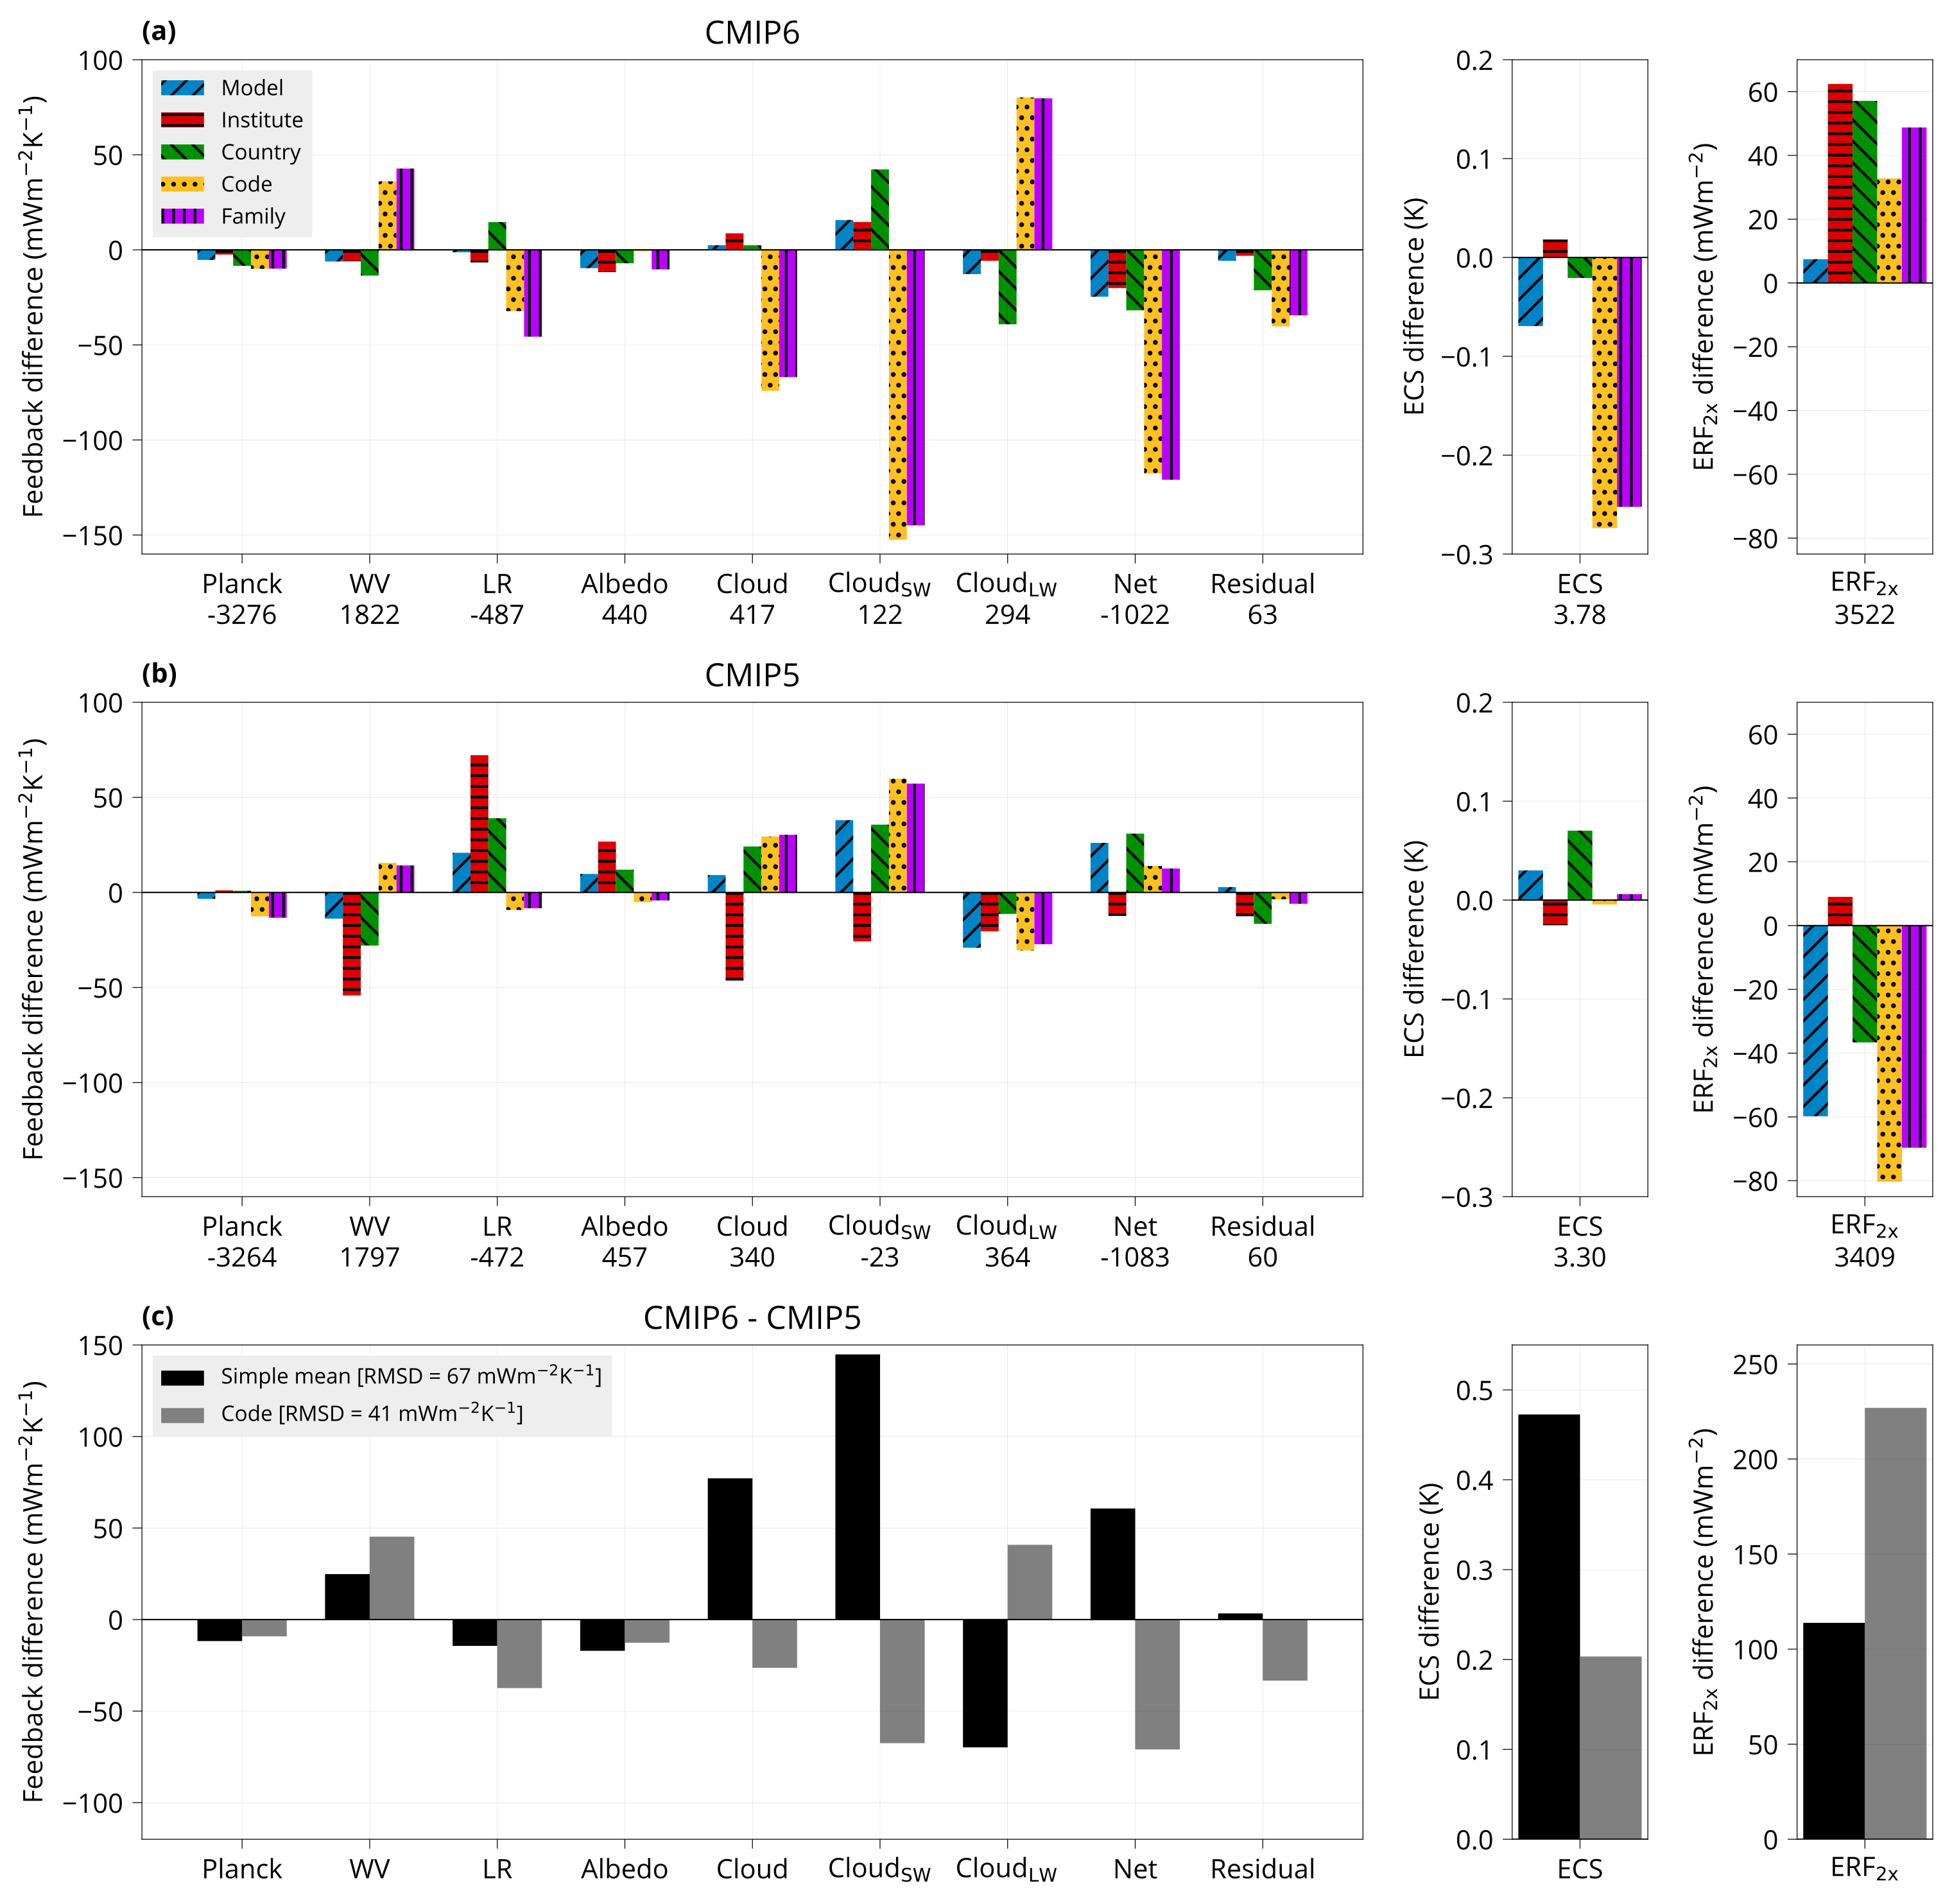 (a) CMIP6
Feedback difference (mWm⁻²K⁻¹)
100
50
0
−50
−100
−150
Model
Institute
Country
Code
Family
Planck WV LR Albedo Cloud Cloud_SW Cloud_LW Net Residual
-3276 1822 -487 440 417 122 294 -1022 63
ECS difference (K)
0.2
0.1
0.0
−0.1
−0.2
−0.3
ECS
3.78
ERF₂ₓ difference (mWm⁻²)
60
40
20
0
−20
−40
−60
−80
ERF₂ₓ
3522
(b) CMIP5
Feedback difference (mWm⁻²K⁻¹)
100
50
0
−50
−100
−150
Planck WV LR Albedo Cloud Cloud_SW Cloud_LW Net Residual
-3264 1797 -472 457 340 -23 364 -1083 60
ECS difference (K)
0.2
0.1
0.0
−0.1
−0.2
−0.3
ECS
3.30
ERF₂ₓ difference (mWm⁻²)
60
40
20
0
−20
−40
−60
−80
ERF₂ₓ
3409
(c) CMIP6 - CMIP5
Feedback difference (mWm⁻²K⁻¹)
150
100
50
0
−50
−100
Simple mean [RMSD = 67 mWm⁻²K⁻¹]
Code [RMSD = 41 mWm⁻²K⁻¹]
Planck WV LR Albedo Cloud Cloud_SW Cloud_LW Net Residual
ECS difference (K)
0.5
0.4
0.3
0.2
0.1
0.0
ECS
ERF₂ₓ difference (mWm⁻²)
250
200
150
100
50
0
ERF₂ₓ